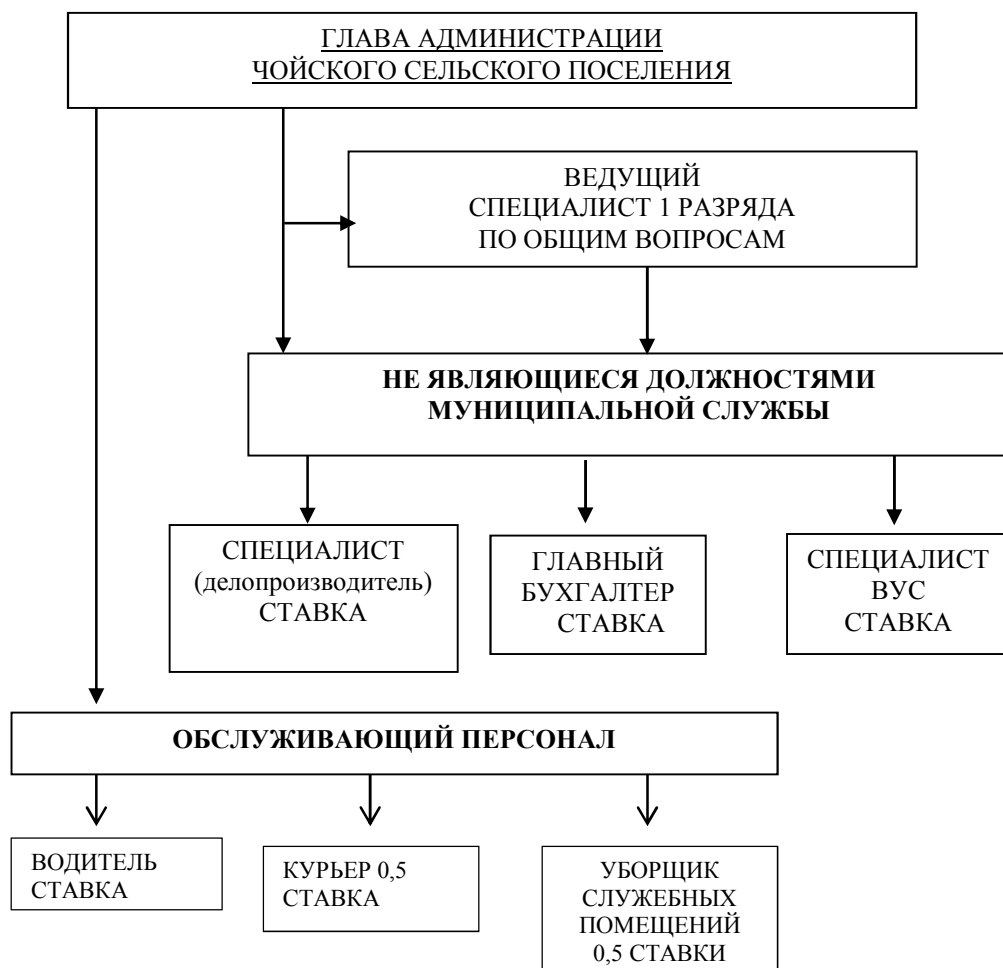 ГЛАВА АДМИНИСТРАЦИИ
ЧОЙСКОГО СЕЛЬСКОГО ПОСЕЛЕНИЯ
ВЕДУЩИЙ
СПЕЦИАЛИСТ 1 РАЗРЯДА
ПО ОБЩИМ ВОПРОСАМ
НЕ ЯВЛЯЮЩИЕСЯ ДОЛЖНОСТЯМИ
МУНИЦИПАЛЬНОЙ СЛУЖБЫ
СПЕЦИАЛИСТ
(делопроизводитель)
СТАВКА
ГЛАВНЫЙ
БУХГАЛТЕР
СТАВКА
СПЕЦИАЛИСТ
ВУС
СТАВКА
ОБСЛУЖИВАЮЩИЙ ПЕРСОНАЛ
ВОДИТЕЛЬ
СТАВКА
КУРЬЕР 0,5
СТАВКА
УБОРЩИК
СЛУЖЕБНЫХ
ПОМЕЩЕНИЙ
0,5 СТАВКИ